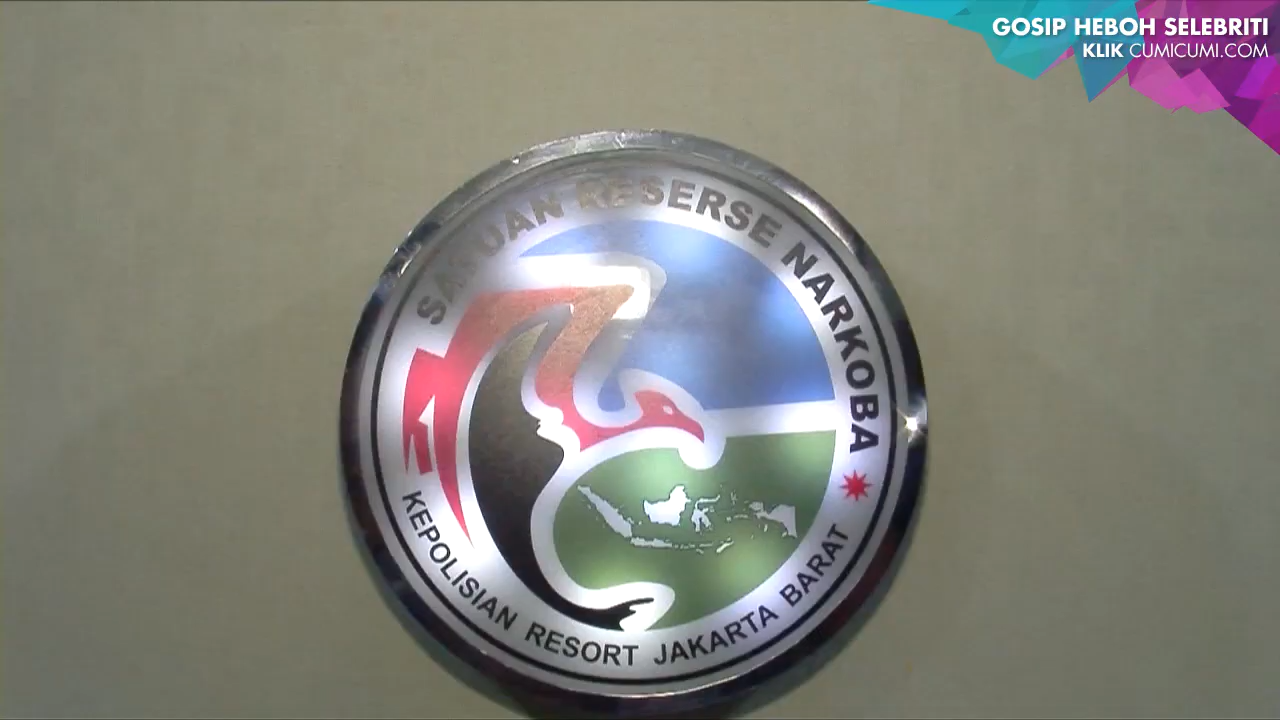 GOSIP HEBOH SELEBRITI
KLIK CUMICUMI.COM
SATUAN RESERSE NARKOBA
KEPOLISIAN RESORT JAKARTA BARAT